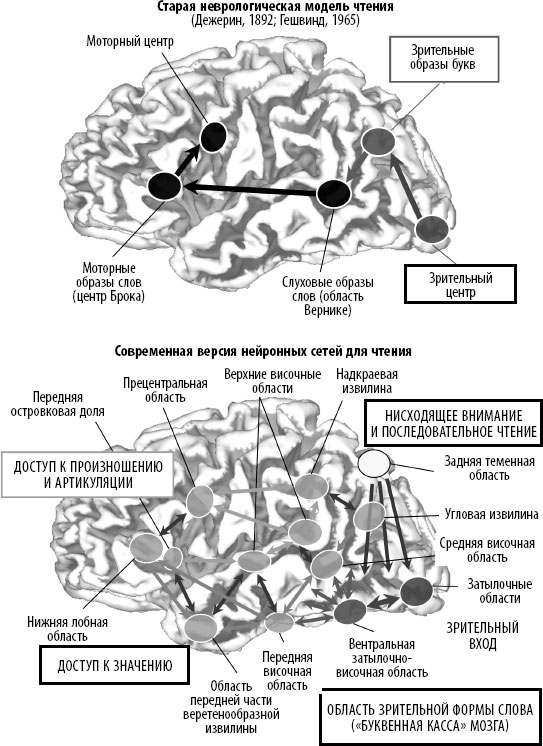 Старая неврологическая модель чтения
(Дежерин, 1892; Гешвинд, 1965)
Моторный центр
Зрительные
образы букв
Моторные
образы слов
(центр Брока)
Слуховые образы
слов (область
Вернике)
Зрительный
центр
Современная версия нейронных сетей для чтения
Передняя
островковая доля
Прецентральная
область
Верхние височные
области
Надкраевая
извилина
НИСХОДЯЩЕЕ ВНИМАНИЕ
И ПОСЛЕДОВАТЕЛЬНОЕ ЧТЕНИЕ
ДОСТУП К ПРОИЗНОШЕНИЮ
И АРТИКУЛЯЦИИ
Задняя теменная
область
Угловая извилина
Средняя височная
область
Затылочные
области
Нижняя лобная
область
ЗРИТЕЛЬНЫЙ
ВХОД
ДОСТУП К ЗНАЧЕНИЮ
Область
передней части
веретенообразной
извилины
Передняя
височная
область
Вентральная
затылочно-
височная область
ОБЛАСТЬ ЗРИТЕЛЬНОЙ ФОРМЫ СЛОВА
(«БУКВЕННАЯ КАССА» МОЗГА)